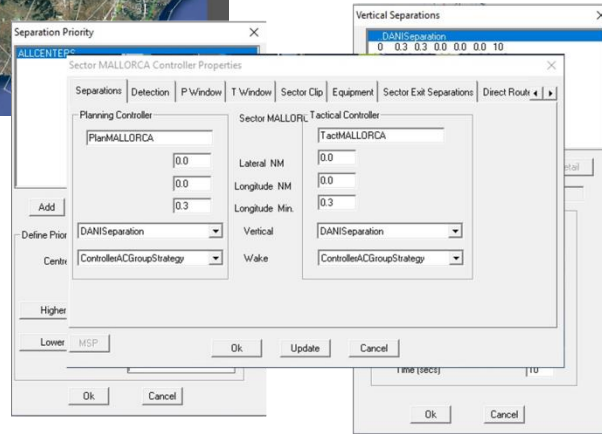 Separation Priority
ALLCENTERS
Add
Define Prior
Centre
Higher
Lower
Ok Cancel
Vertical Separations
..DANISeparation
0 0.3 0.3 0.0 0.0 0.0 10
etail
Time (secs) 10
Ok Cancel
Sector MALLORCA Controller Properties
Separations Detection P Window T Window Sector Clip Equipment Sector Exit Separations Direct Route
Planning Controller Sector MALLORC Tactical Controller
PlanMALLORCA TactMALLORCA
0.0 Lateral NM 0.0
0.0 Longitude NM 0.0
0.3 Longitude Min. 0.3
DANISeparation Vertical DANISeparation
ControllerACGroupStrategy Wake ControllerACGroupStrategy
MSP Ok Update Cancel